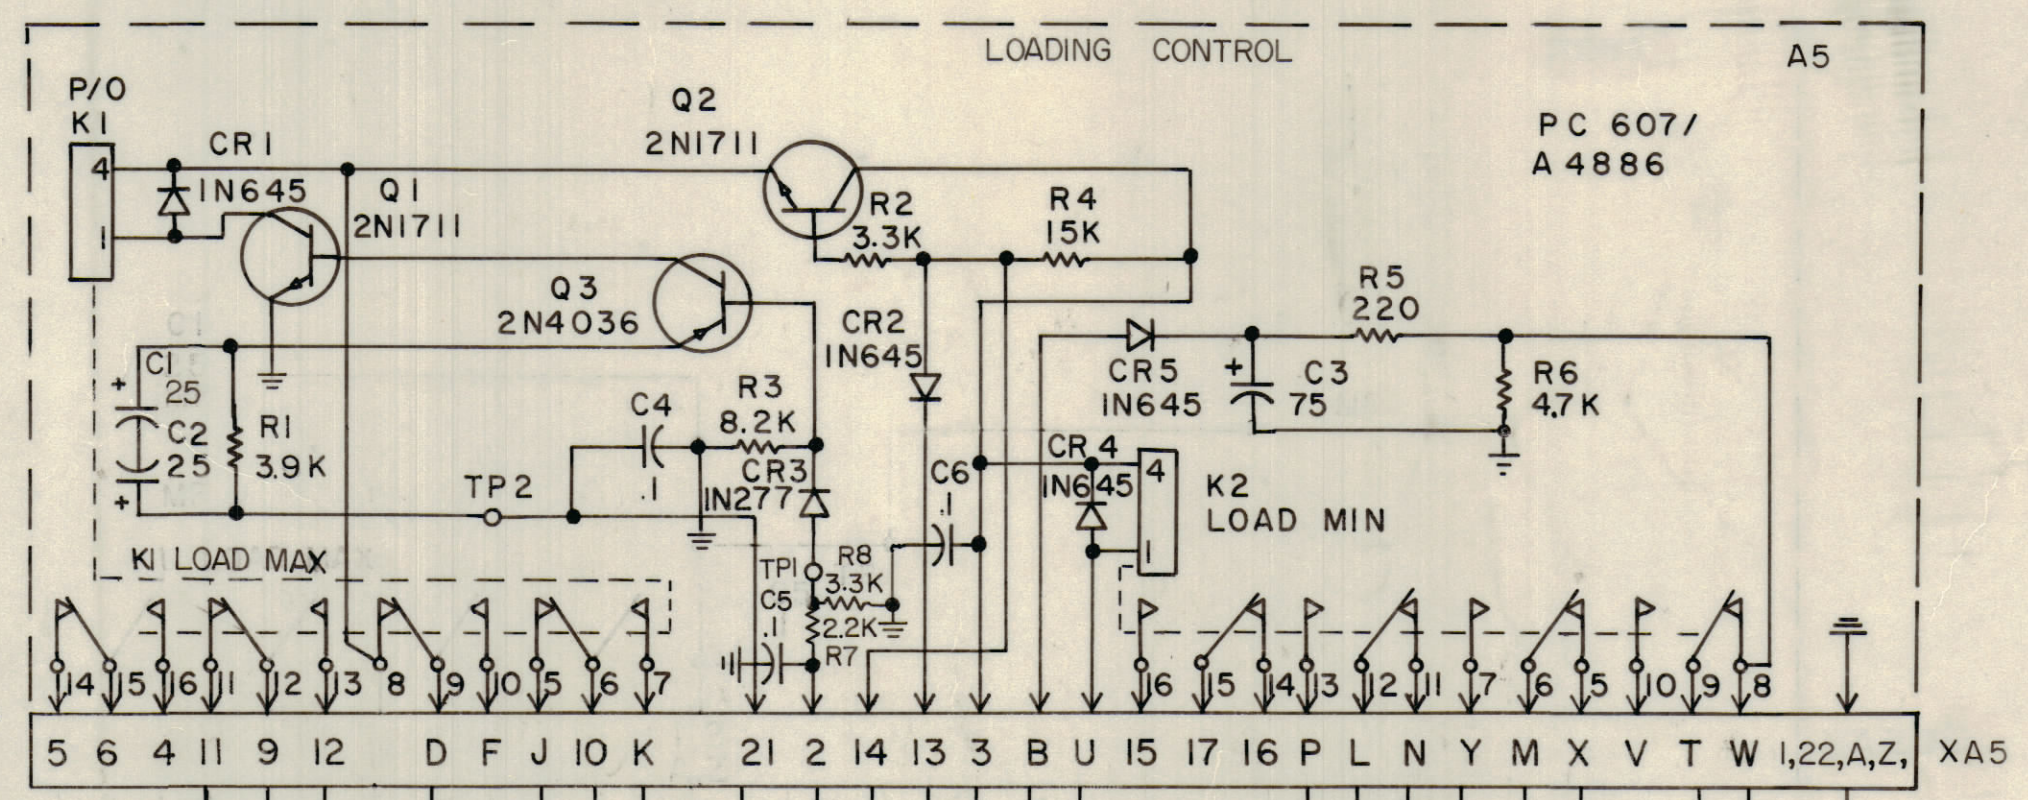 LOADING CONTROL
A5
P/O
K1
4
1
CR1
1N645
Q1
2N1711
Q2
2N1711
PC 607/
A4886
R2
3.3K
R4
15K
Q3
2N4036
CR2
1N645
R5
220
C1
25
+
C2
25
+
R1
3.9K
C4
.1
R3
8.2K
CR3
1N277
CR5
1N645
+
C3
75
R6
4.7K
TP2
C6
.1
CR4
1N645
4
1
K2
LOAD MIN
K1 LOAD MAX
TP1
R8
3.3K
C5
.1
2.2K
R7
14 15 16 11 12 13 8 9 10 5 6 7
16 15 14 13 12 11 7 6 5 10 9 8
5 6 4 11 9 12 D F J 10 K 21 2 14 13 3 B U 15 17 16 P L N Y M X V T W 1,22,A,Z,
XA5